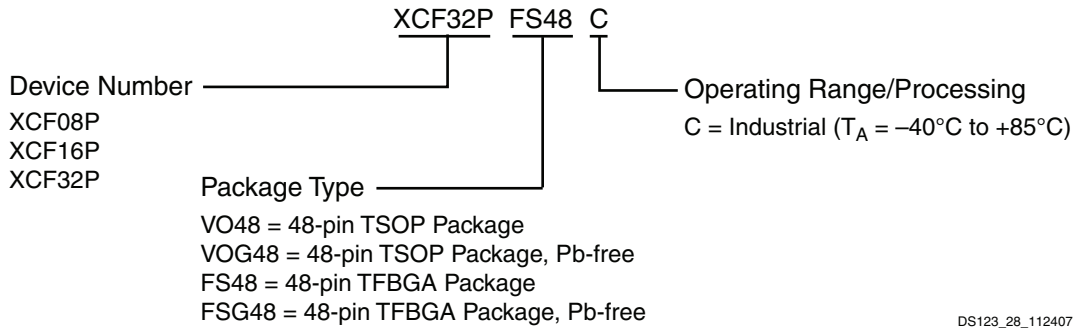 XCF32P FS48 C
Device Number
XCF08P
XCF16P
XCF32P
Operating Range/Processing
C = Industrial (TA = –40°C to +85°C)
Package Type
VO48 = 48-pin TSOP Package
VOG48 = 48-pin TSOP Package, Pb-free
FS48 = 48-pin TFBGA Package
FSG48 = 48-pin TFBGA Package, Pb-free
DS123_28_112407